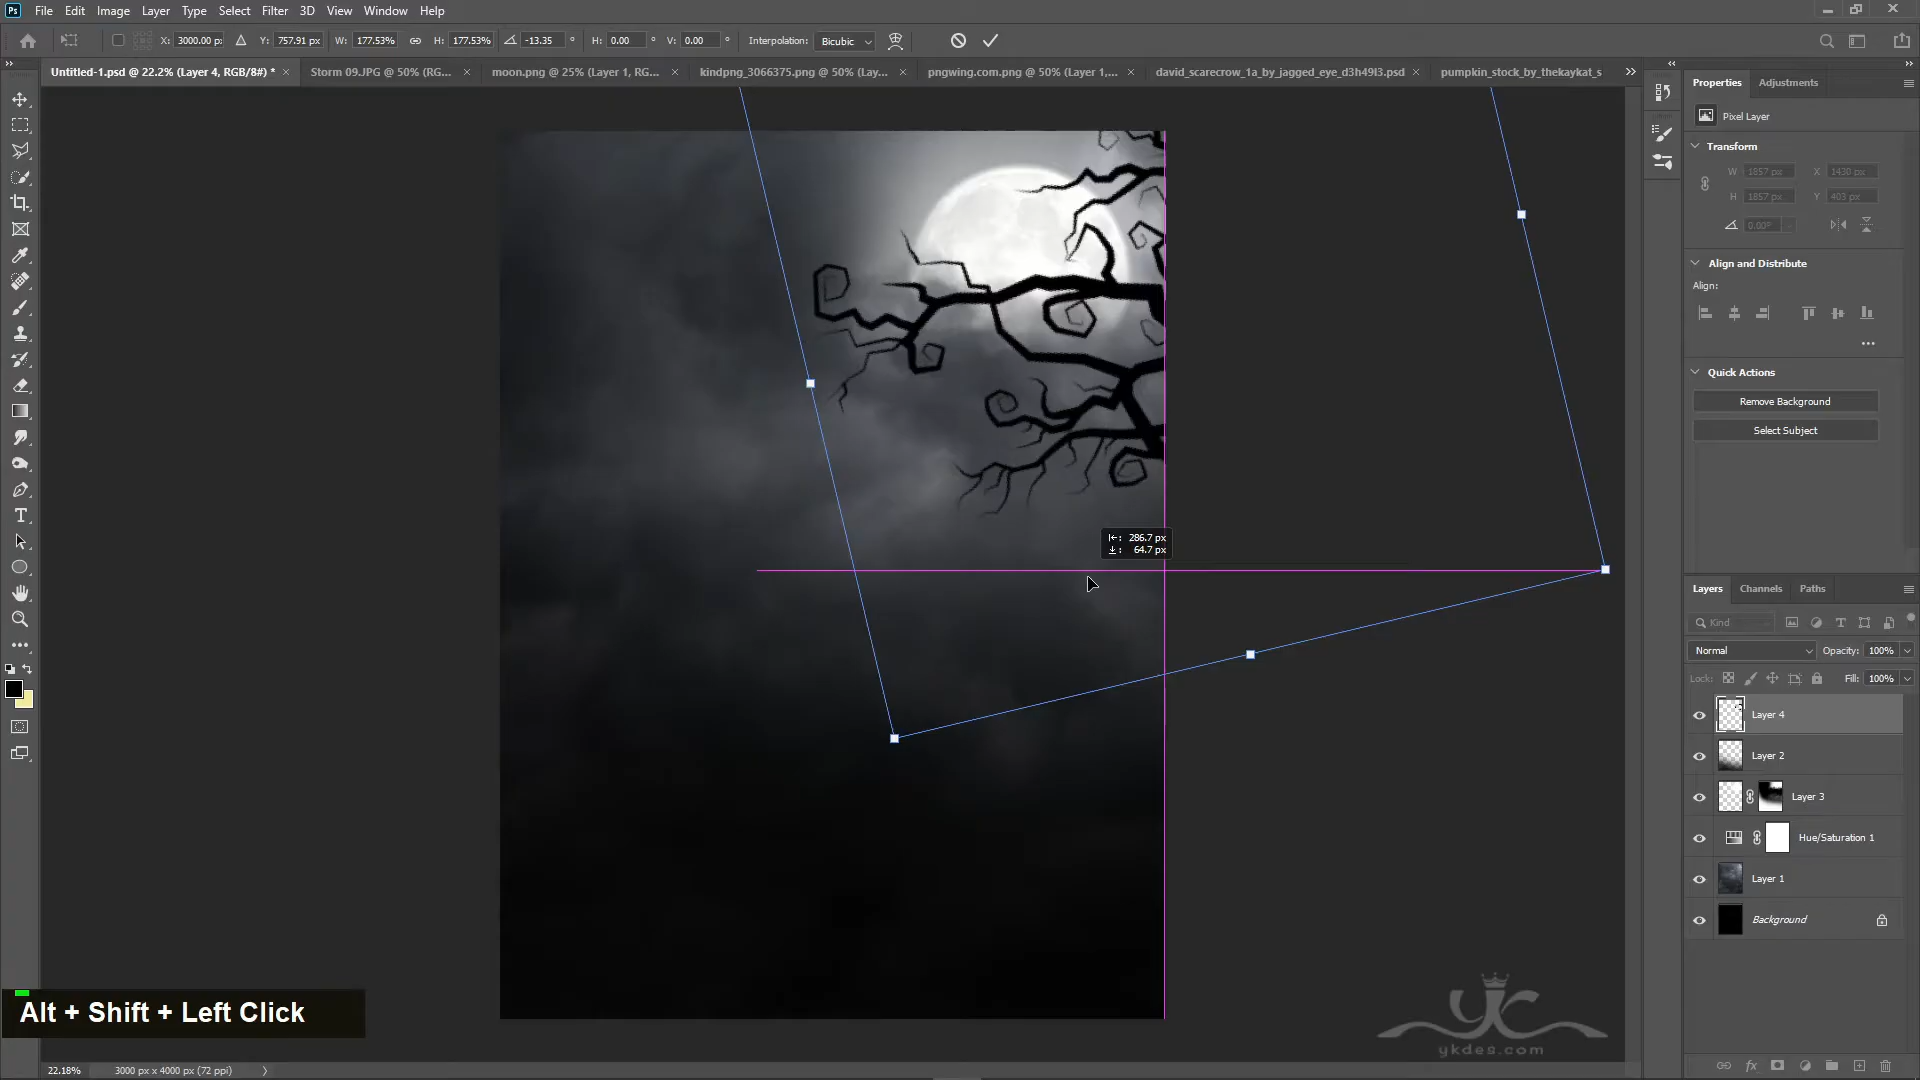 File Edit Image Layer Type Select Filter 3D View Window Help
X: 3000.00 px Y: 757.91 px W: 177.53% H: 177.53% -13.35 ° H: 0.00 ° V: 0.00 ° Interpolation: Bicubic
Untitled-1.psd @ 22.2% (Layer 4, RGB/8#) * Storm 09.JPG @ 50% (RG... moon.png @ 25% (Layer 1, RG... kindpng_3066375.png @ 50% (Lay... pngwing.com.png @ 50% (Layer 1,... david_scarecrow_1a_by_jagged_eye_d3h49l3.psd pumpkin_stock_by_thekaykat_s
Properties Adjustments
Pixel Layer
Transform
W 1857 px X 1430 px
H 1857 px Y 403 px
0.00°
Align and Distribute
Align:
Quick Actions
Remove Background
Select Subject
286.7 px
64.7 px
Layers Channels Paths
Kind
Normal Opacity: 100%
Lock: Fill: 100%
Layer 4
Layer 2
Layer 3
Hue/Saturation 1
Layer 1
Background
Alt + Shift + Left Click
yc
ykdes.com
22.18% 3000 px x 4000 px (72 ppi)